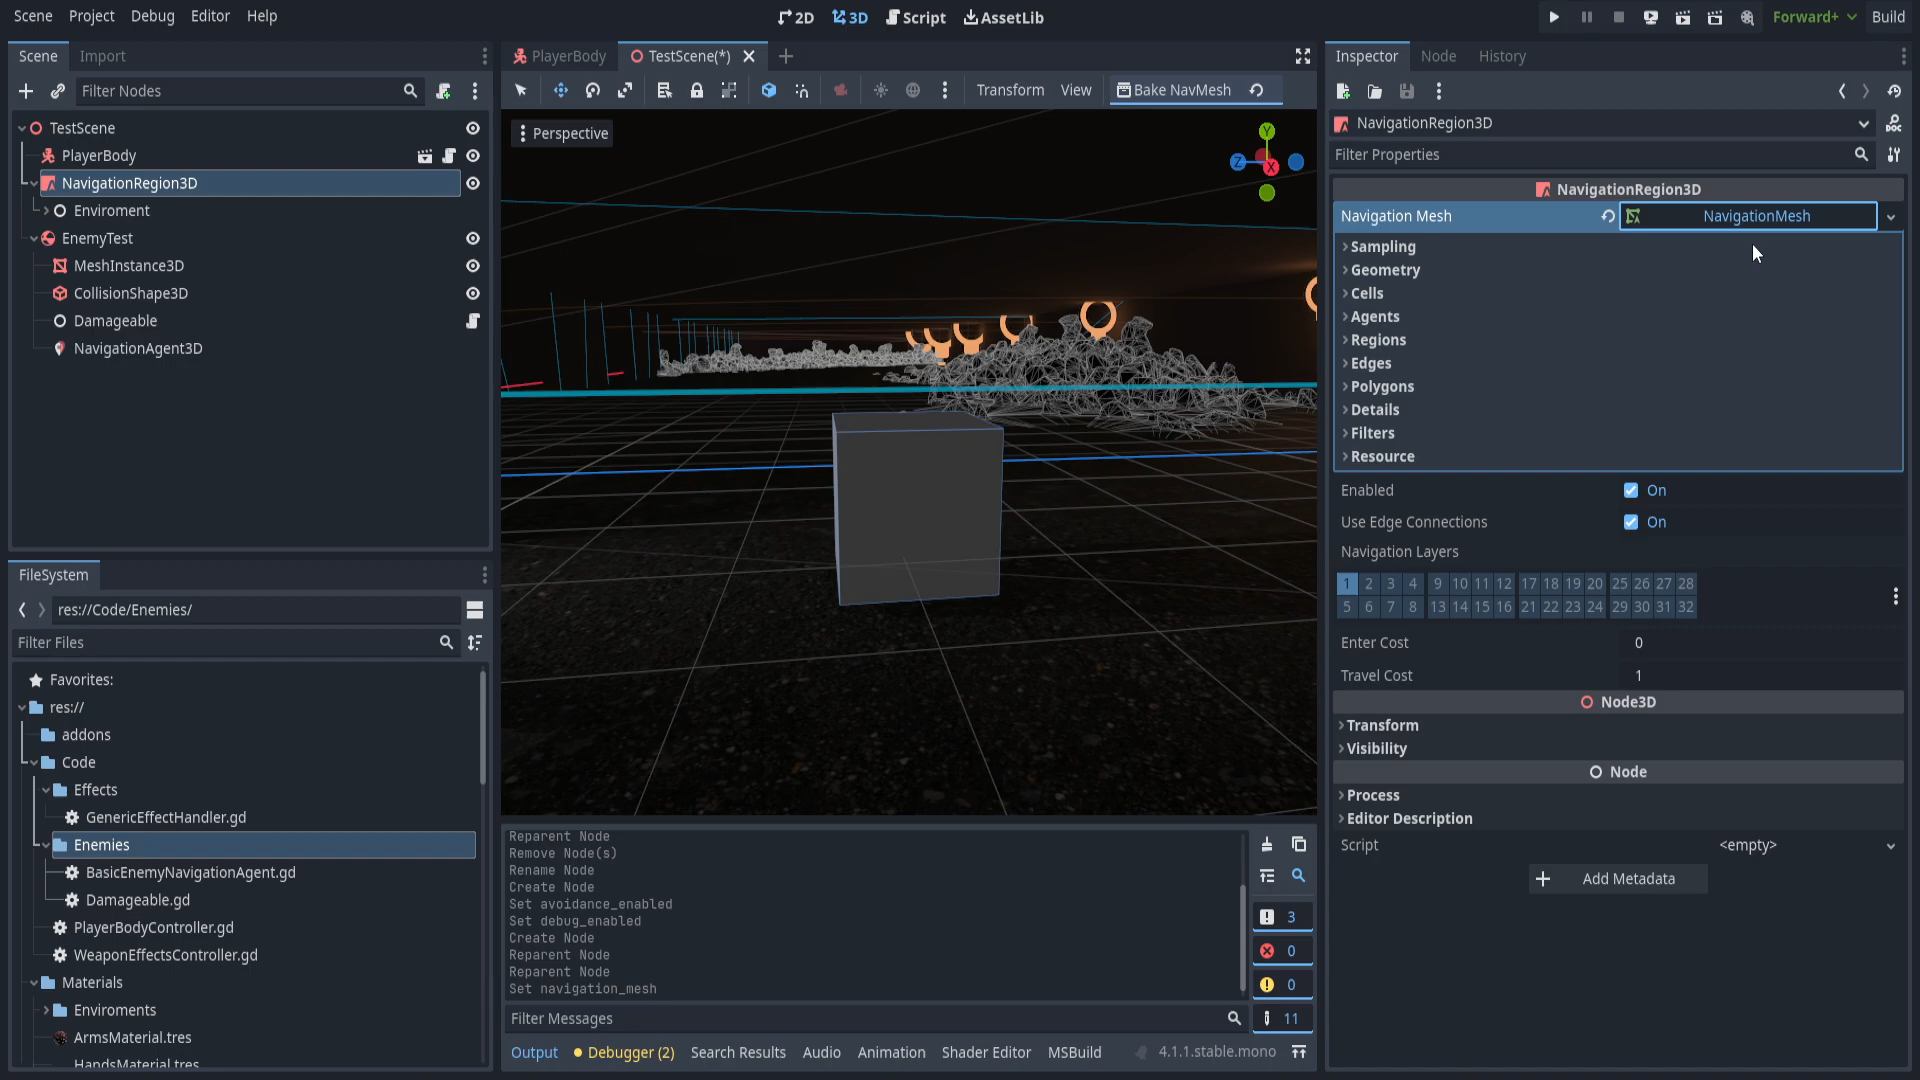 Scene Project Debug Editor Help
2D 3D Script AssetLib
Forward+ Build
Scene Import
Filter Nodes
TestScene
PlayerBody
NavigationRegion3D
Enviroment
EnemyTest
MeshInstance3D
CollisionShape3D
Damageable
NavigationAgent3D
FileSystem
res://Code/Enemies/
Filter Files
Favorites:
res://
addons
Code
Effects
GenericEffectHandler.gd
Enemies
BasicEnemyNavigationAgent.gd
Damageable.gd
PlayerBodyController.gd
WeaponEffectsController.gd
Materials
Enviroments
ArmsMaterial.tres
HandsMaterial.tres
PlayerBody TestScene(*)
Transform View Bake NavMesh
Perspective
Y
Z
X
Reparent Node
Remove Node(s)
Rename Node
Create Node
Set avoidance_enabled
Set debug_enabled
Create Node
Reparent Node
Reparent Node
Set navigation_mesh
3
0
0
11
Filter Messages
Output Debugger (2) Search Results Audio Animation Shader Editor MSBuild 4.1.1.stable.mono
Inspector Node History
NavigationRegion3D
Filter Properties
NavigationRegion3D
Navigation Mesh NavigationMesh
Sampling
Geometry
Cells
Agents
Regions
Edges
Polygons
Details
Filters
Resource
Enabled On
Use Edge Connections On
Navigation Layers
1 2 3 4 9 10 11 12 17 18 19 20 25 26 27 28
5 6 7 8 13 14 15 16 21 22 23 24 29 30 31 32
Enter Cost 0
Travel Cost 1
Node3D
Transform
Visibility
Node
Process
Editor Description
Script <empty>
Add Metadata